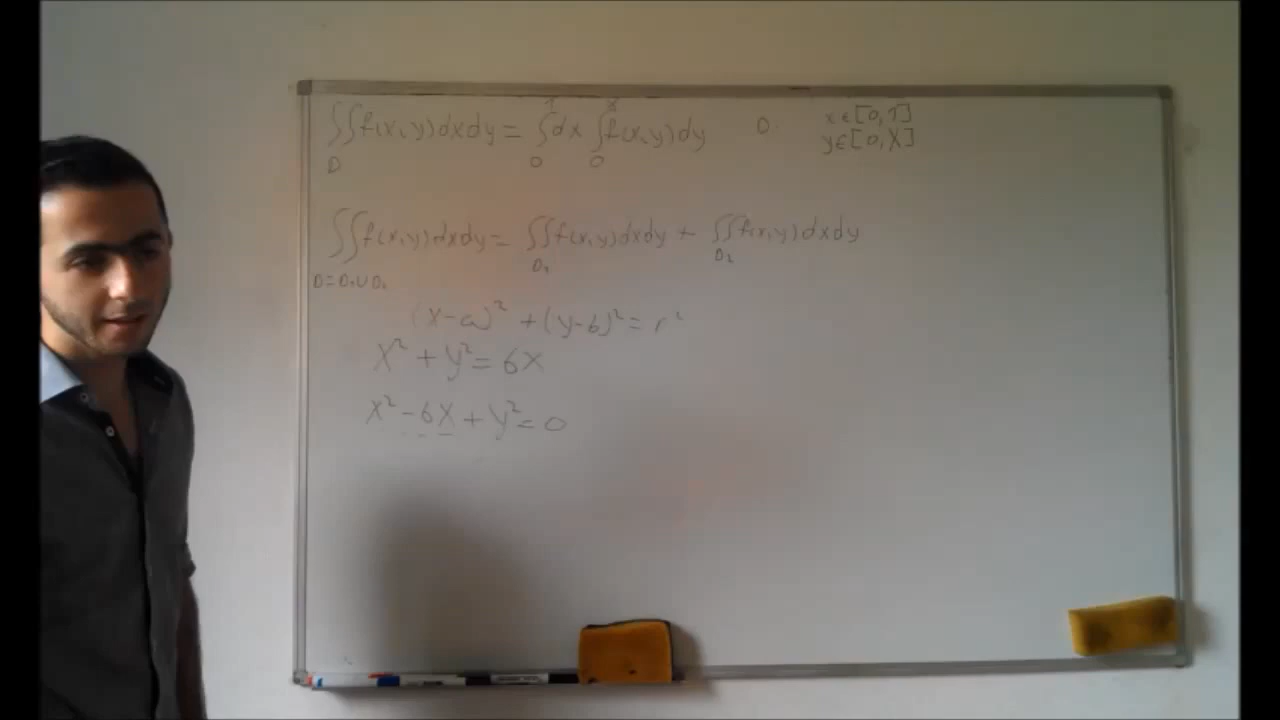 ∬f(x,y)dxdy = ∫dx ∫f(x,y)dy D: x∈[0,1]
D 0 1 0 x y∈[0,x]
∬f(x,y)dxdy = ∬f(x,y)dxdy + ∬f(x,y)dxdy
D=D₁∪D₂ D₁ D₂
(x-a)² + (y-b)² = r²
x² + y² = 6x
x² - 6x + y² = 0